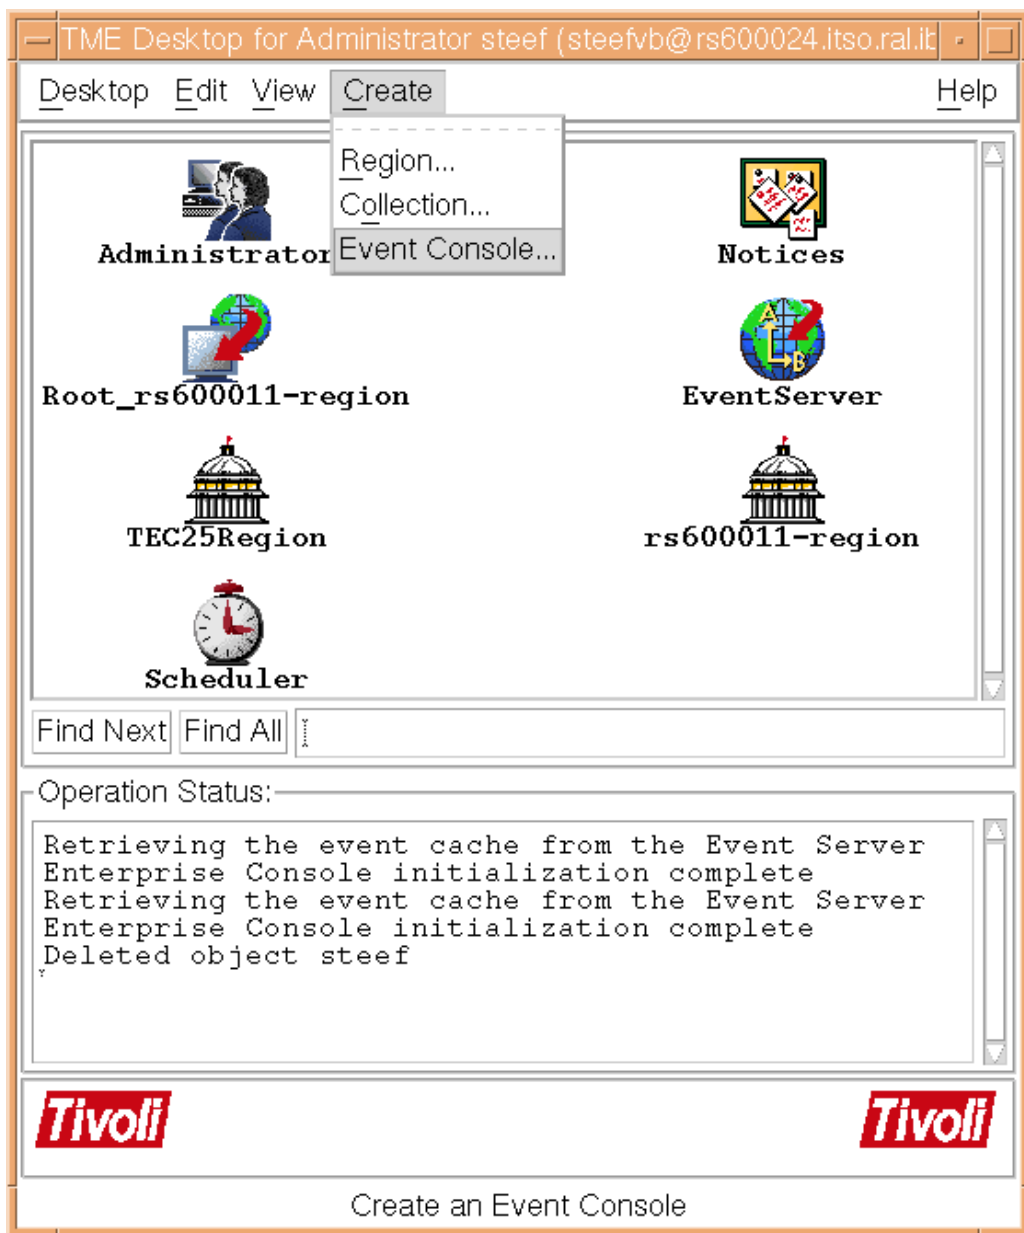 TME Desktop for Administrator steef (steefvb@rs600024.itso.ral.ib
Desktop Edit View Create Help
Region...
Collection...
Event Console...
Administrator
Notices
Root_rs600011-region
EventServer
A
B
TEC25Region
rs600011-region
Scheduler
Find Next Find All
Operation Status:
Retrieving the event cache from the Event Server
Enterprise Console initialization complete
Retrieving the event cache from the Event Server
Enterprise Console initialization complete
Deleted object steef
Tivoli Tivoli
Create an Event Console